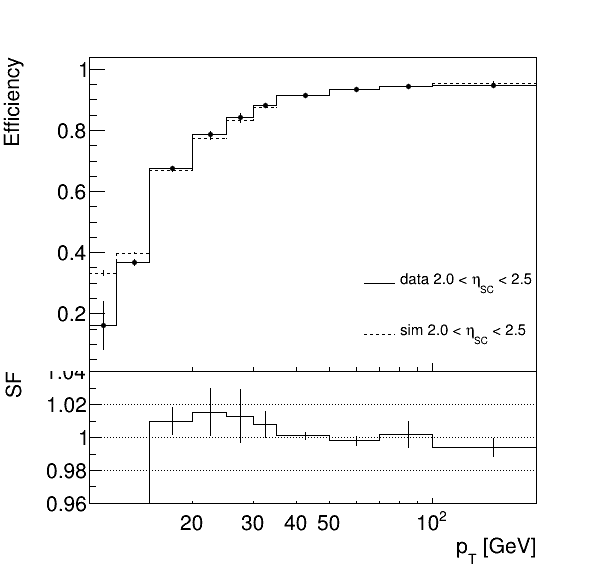 Efficiency
1
0.8
0.6
0.4
0.2
data 2.0 < η_SC < 2.5
sim 2.0 < η_SC < 2.5
SF
1.04
1.02
1
0.98
0.96
20 30 40 50 10²
p_T [GeV]